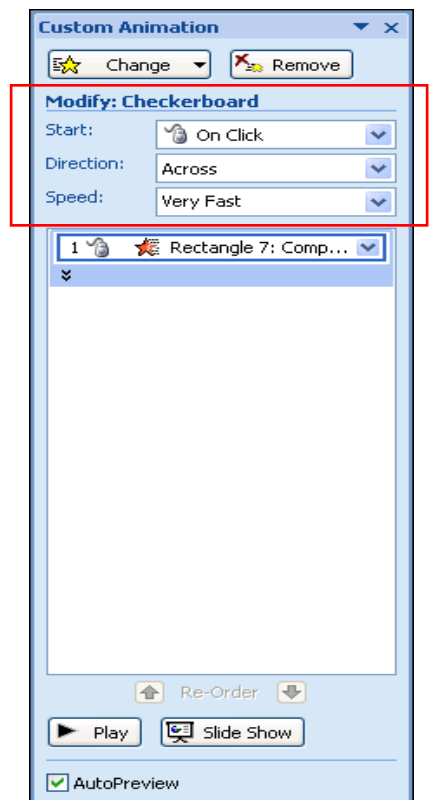 Custom Animation
Change Remove
Modify: Checkerboard
Start: On Click
Direction: Across
Speed: Very Fast
1 Rectangle 7: Comp...
Re-Order
Play Slide Show
AutoPreview